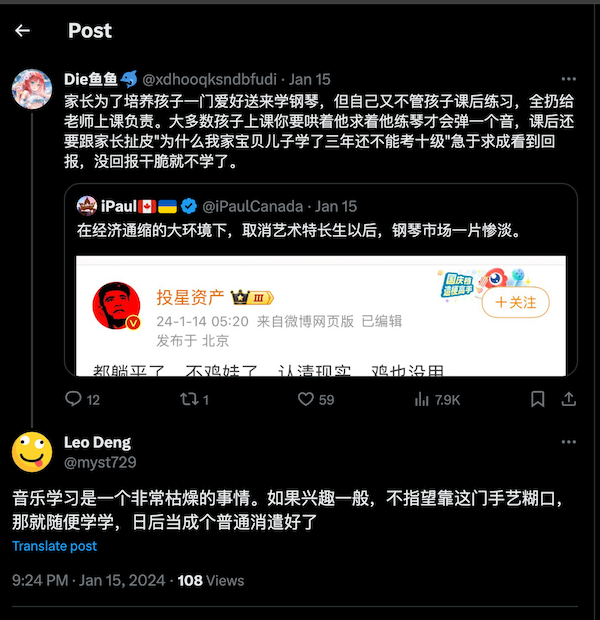 Post
Die鱼鱼🐬 @xdhooqksndbfudi · Jan 15
家长为了培养孩子一门爱好送来学钢琴，但自己又不管孩子课后练习，全扔给
老师上课负责。大多数孩子上课你要哄着他求着他练琴才会弹一个音，课后还
要跟家长扯皮"为什么我家宝贝儿子学了三年还不能考十级"急于求成看到回
报，没回报干脆就不学了。
iPaul🇨🇦🇺🇦 @iPaulCanada · Jan 15
在经济通缩的大环境下，取消艺术特长生以后，钢琴市场一片惨淡。
投星资产 III
国庆档
追梗高手
+关注
24-1-14 05:20 来自微博网页版 已编辑
发布于 北京
都躺平了，不鸡娃了，认清现实，鸡也没用
12 1 59 7.9K
Leo Deng
@myst729
音乐学习是一个非常枯燥的事情。如果兴趣一般，不指望靠这门手艺糊口，
那就随便学学，日后当成个普通消遣好了
Translate post
9:24 PM · Jan 15, 2024 · 108 Views